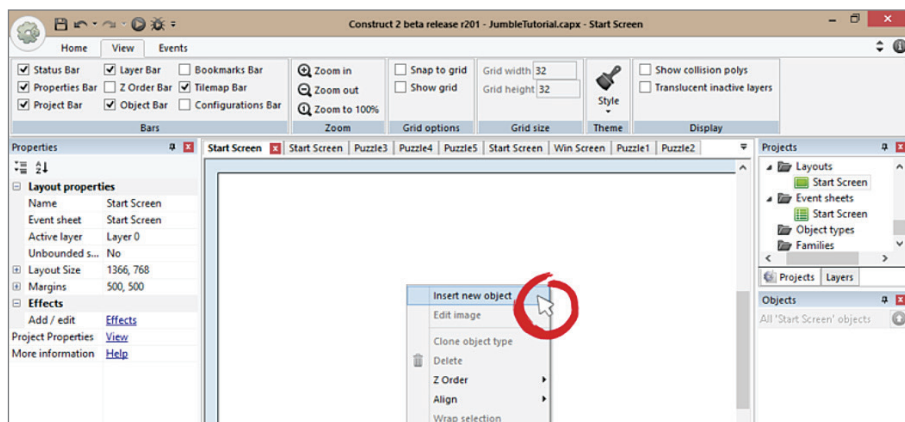 Construct 2 beta release r201 - JumbleTutorial.capx - Start Screen
Home View Events
Status Bar Layer Bar Bookmarks Bar
Properties Bar Z Order Bar Tilemap Bar
Project Bar Object Bar Configurations Bar
Bars
Zoom in
Zoom out
Zoom to 100%
Zoom
Snap to grid
Show grid
Grid options
Grid width 32
Grid height 32
Grid size
Style
Theme
Show collision polys
Translucent inactive layers
Display
Properties
Layout properties
Name Start Screen
Event sheet Start Screen
Active layer Layer 0
Unbounded s... No
Layout Size 1366, 768
Margins 500, 500
Effects
Add / edit Effects
Project Properties View
More information Help
Start Screen Start Screen Puzzle3 Puzzle4 Puzzle5 Start Screen Win Screen Puzzle1 Puzzle2
Insert new object
Edit image
Clone object type
Delete
Z Order
Align
Wrap selection
Projects
Layouts
Start Screen
Event sheets
Start Screen
Object types
Families
Projects Layers
Objects
All 'Start Screen' objects